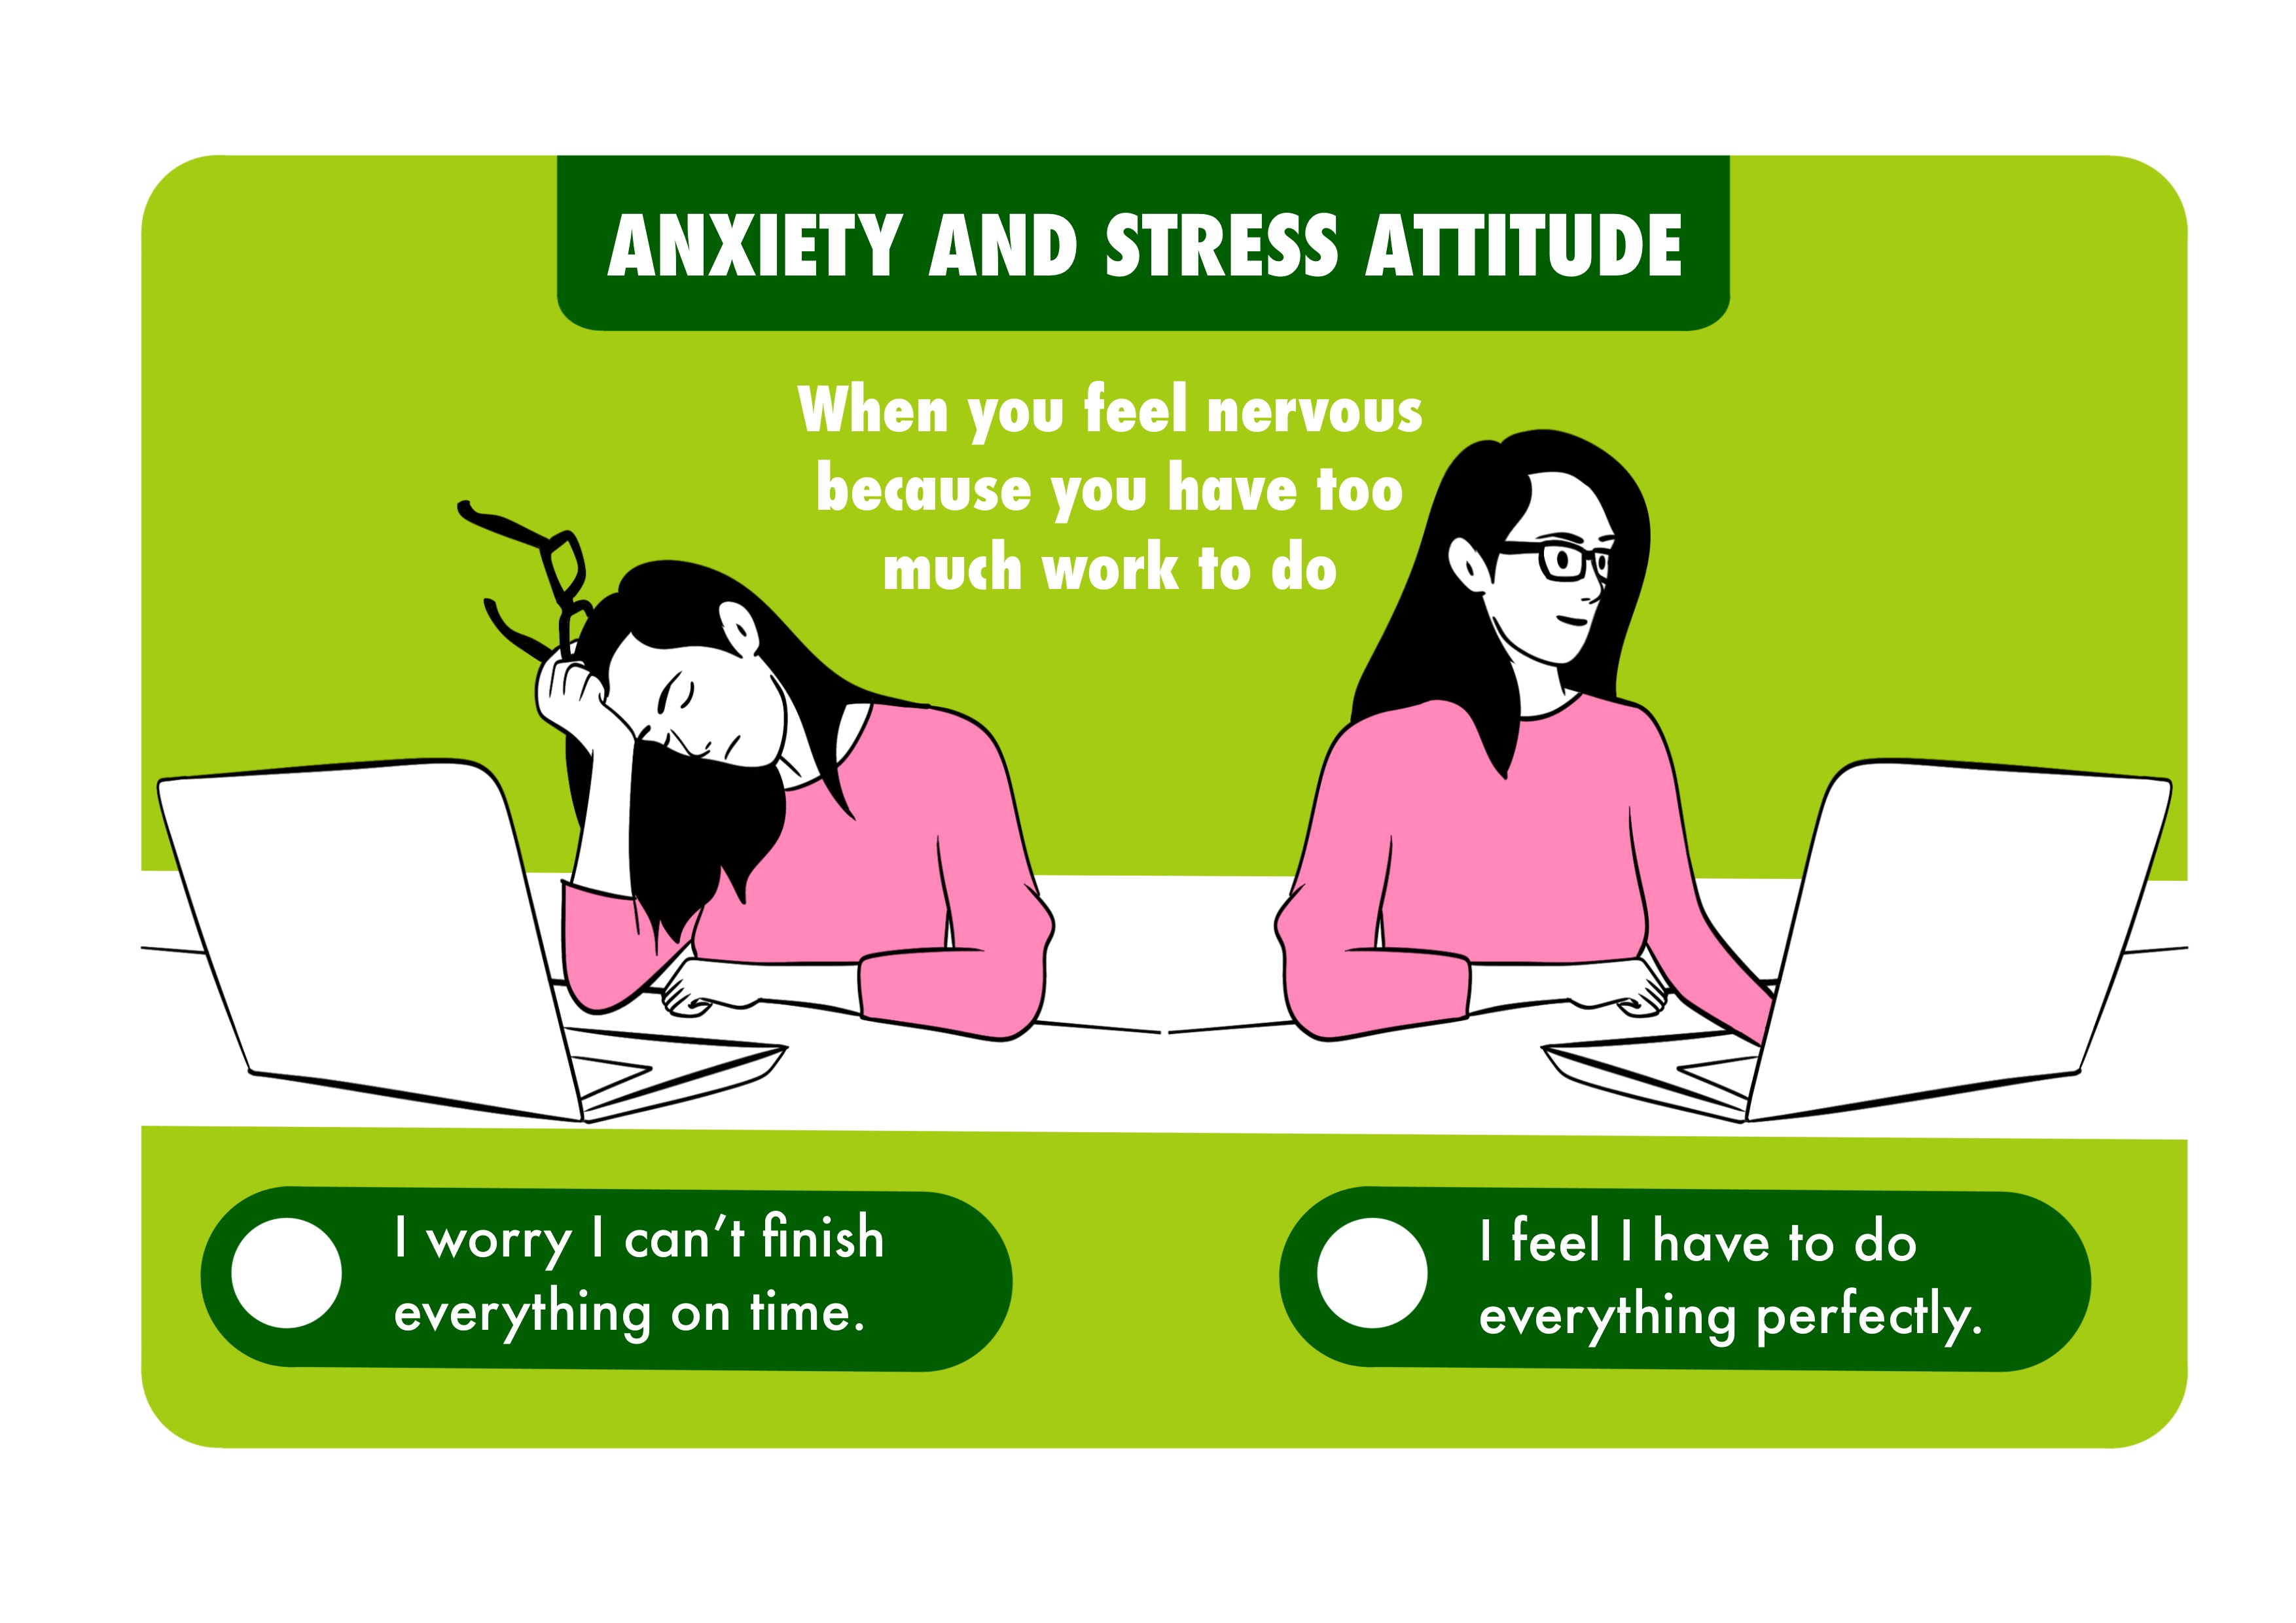 ANXIETY AND STRESS ATTITUDE
When you feel nervous
because you have too
much work to do
I worry I can't finish
everything on time.
I feel I have to do
everything perfectly.